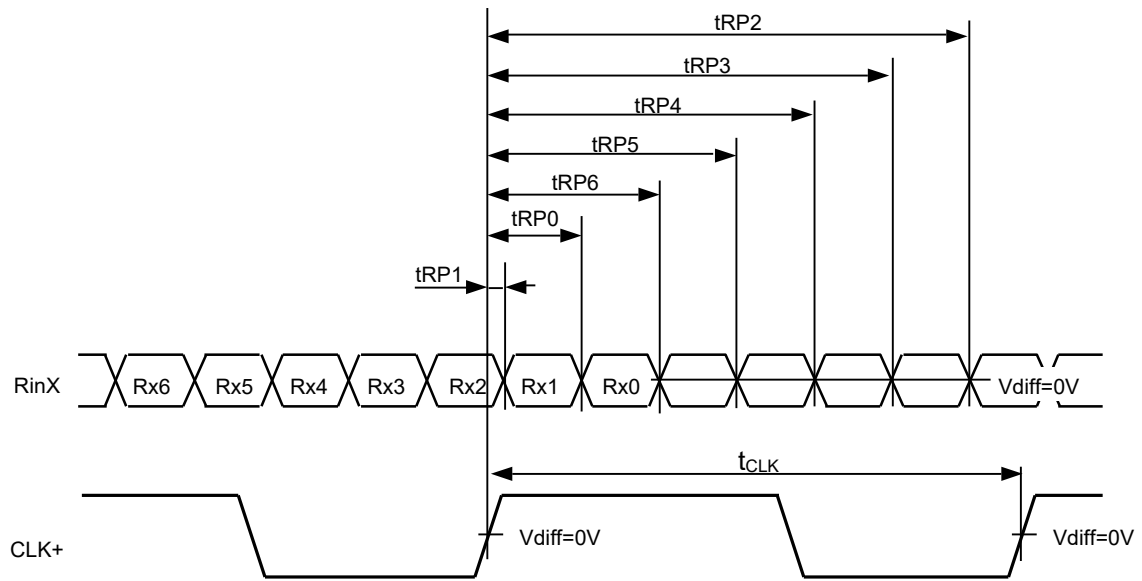 tRP2
tRP3
tRP4
tRP5
tRP6
tRP0
tRP1
RinX Rx6 Rx5 Rx4 Rx3 Rx2 Rx1 Rx0 Vdiff=0V
tCLK
CLK+ Vdiff=0V Vdiff=0V